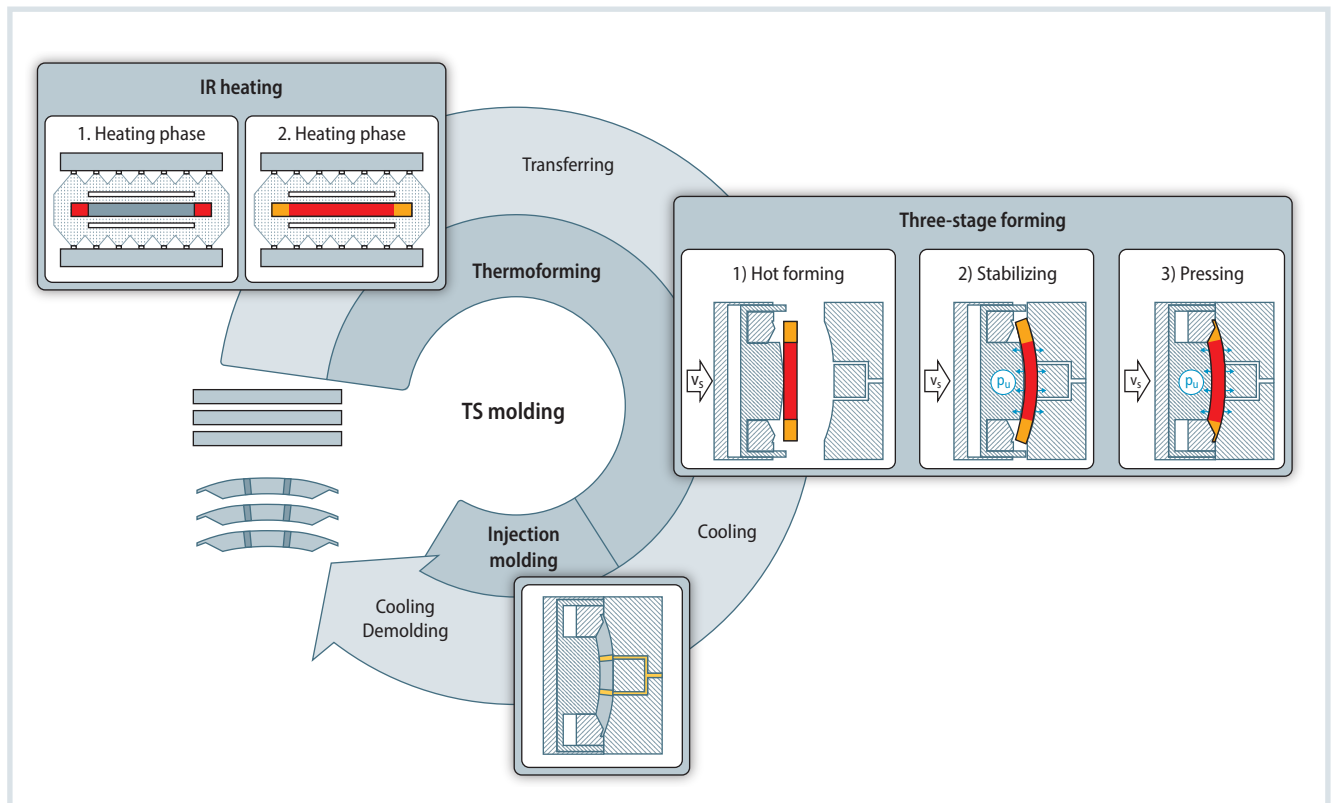 IR heating
1. Heating phase
2. Heating phase
Transferring
Thermoforming
Three-stage forming
1) Hot forming
2) Stabilizing
3) Pressing
vs
vs
pu
vs
pu
TS molding
Cooling
Injection
molding
Cooling
Demolding